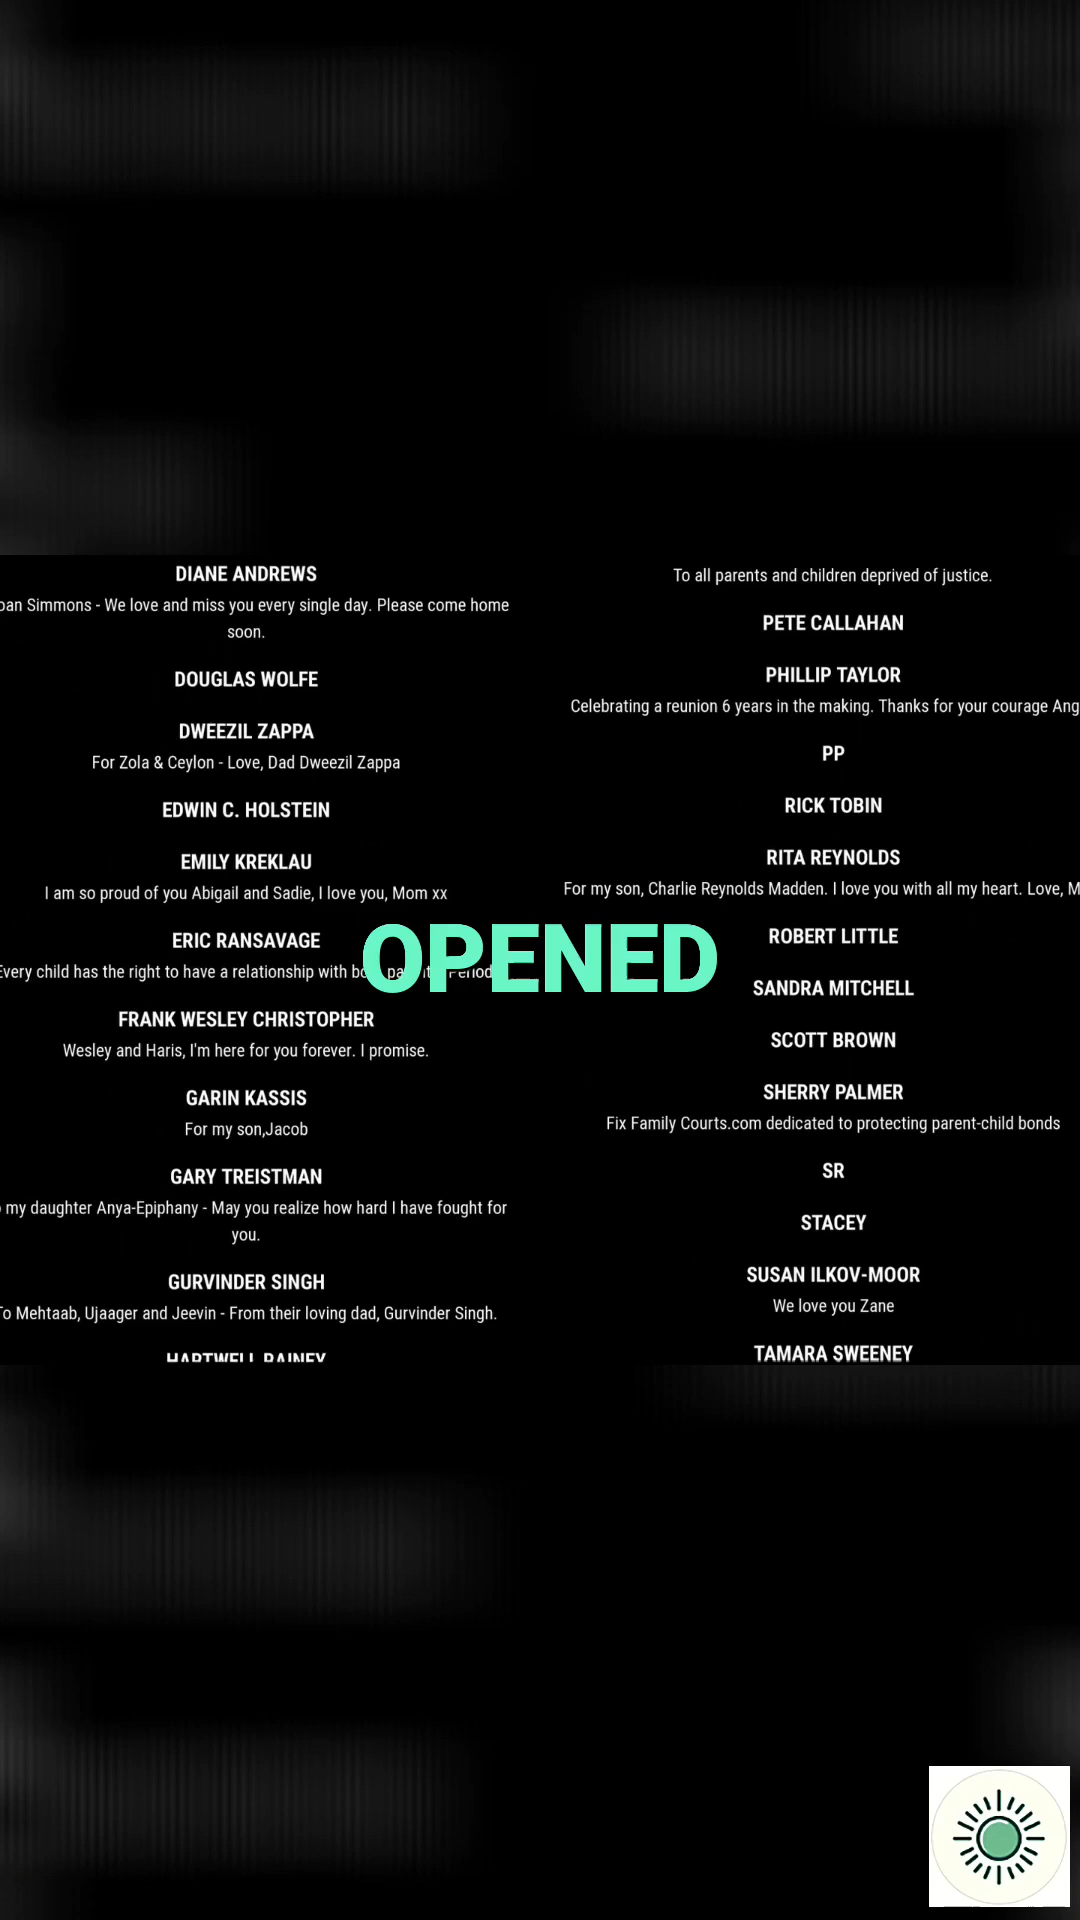 DIANE ANDREWS
Simmons - We love and miss you every single day. Please come home
soon.
DOUGLAS WOLFE
DWEEZIL ZAPPA
For Zola & Ceylon - Love, Dad Dweezil Zappa
EDWIN C. HOLSTEIN
EMILY KREKLAU
I am so proud of you Abigail and Sadie, I love you, Mom xx
ERIC RANSAVAGE
Every child has the right to have a relationship with
FRANK WESLEY CHRISTOPHER
Wesley and Haris, I'm here for you forever. I promise.
GARIN KASSIS
For my son,Jacob
GARY TREISTMAN
my daughter Anya-Epiphany - May you realize how hard I have fought for
you.
GURVINDER SINGH
To Mehtaab, Ujaager and Jeevin - From their loving dad, Gurvinder Singh.
HARTWELL RAINEY
OPENED
To all parents and children deprived of justice.
PETE CALLAHAN
PHILLIP TAYLOR
Celebrating a reunion 6 years in the making. Thanks for your courage
PP
RICK TOBIN
RITA REYNOLDS
For my son, Charlie Reynolds Madden. I love you with all my heart. Love,
ROBERT LITTLE
SANDRA MITCHELL
SCOTT BROWN
SHERRY PALMER
Fix Family Courts.com dedicated to protecting parent-child bonds
SR
STACEY
SUSAN ILKOV-MOOR
We love you Zane
TAMARA SWEENEY